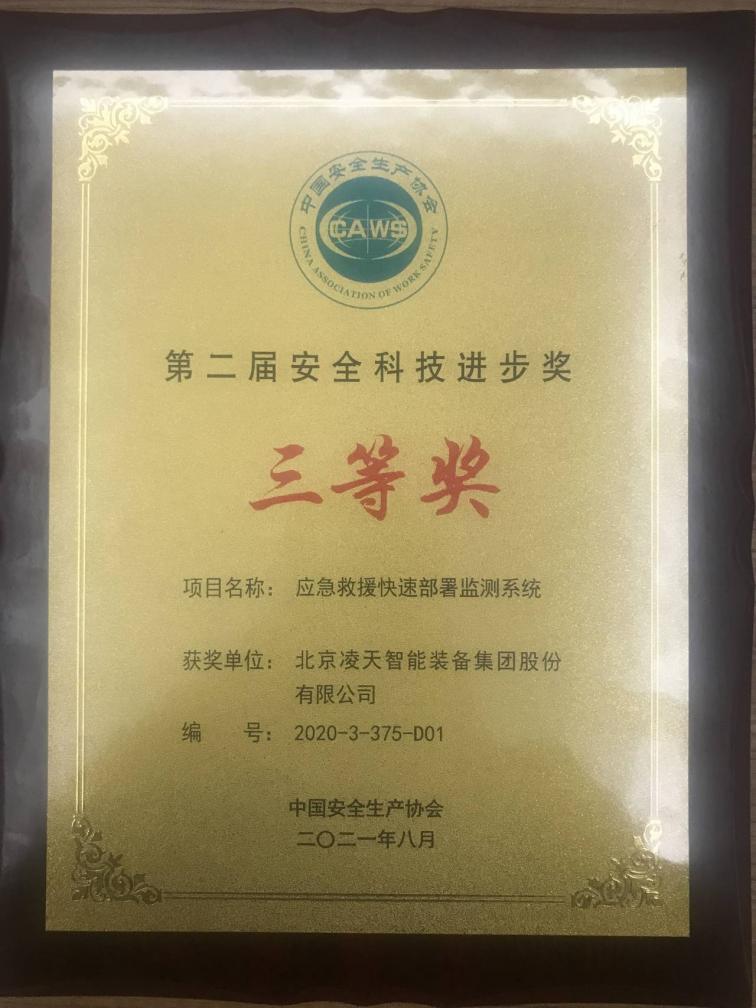 中国安全生产协会
CAWS
CHINA ASSOCIATION OF WORK SAFETY
第二届安全科技进步奖
三等奖
项目名称： 应急救援快速部署监测系统
获奖单位： 北京凌天智能装备集团股份
有限公司
编 号： 2020-3-375-D01
中国安全生产协会
二〇二一年八月